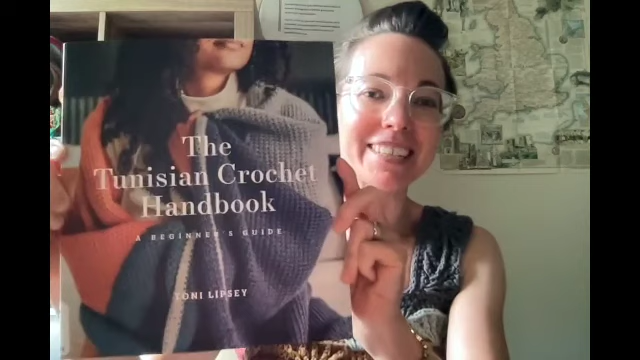 The
Tunisian Crochet
Handbook
A BEGINNER'S GUIDE
TONI LIPSEY